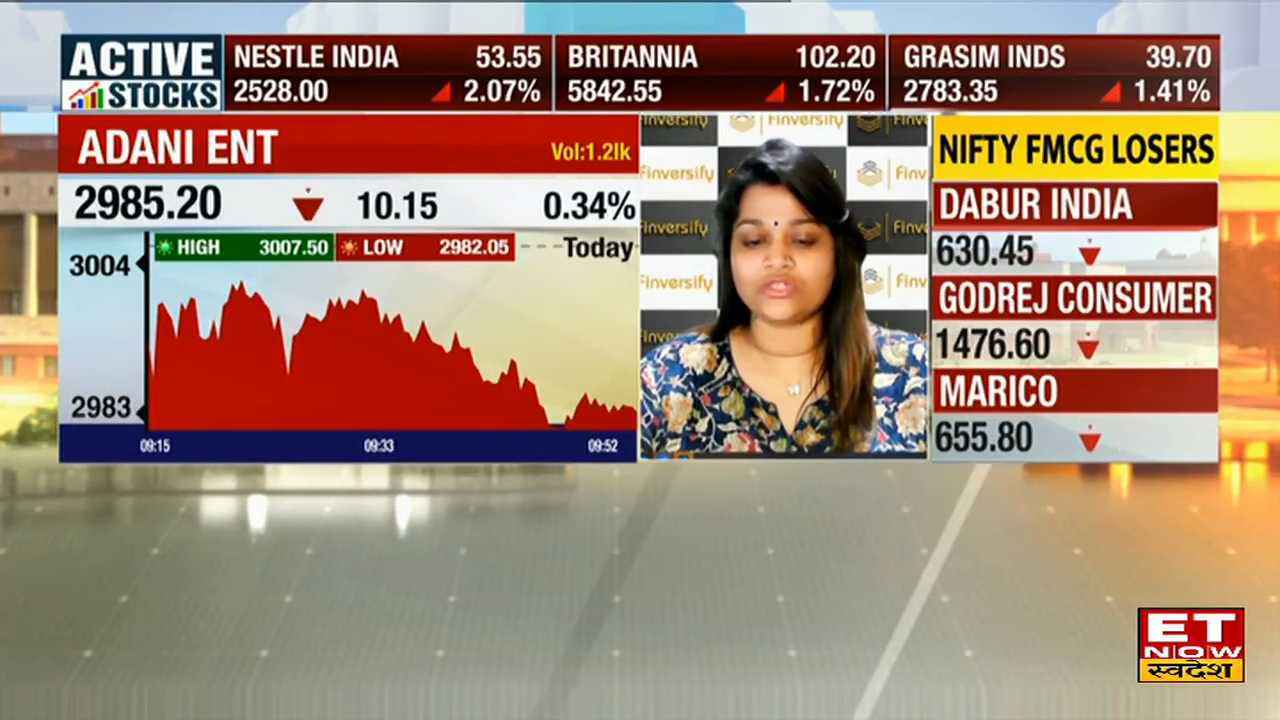 ACTIVE
STOCKS
NESTLE INDIA 53.55
2528.00 2.07%
BRITANNIA 102.20
5842.55 1.72%
GRASIM INDS 39.70
2783.35 1.41%
ADANI ENT
Vol:1.2lk
2985.20 10.15 0.34%
HIGH 3007.50 LOW 2982.05 Today
3004
2983
09:15 09:33 09:52
Finversify
Finversify
Finversify
Finversify
NIFTY FMCG LOSERS
DABUR INDIA
630.45
GODREJ CONSUMER
1476.60
MARICO
655.80
ET
NOW
स्वदेश